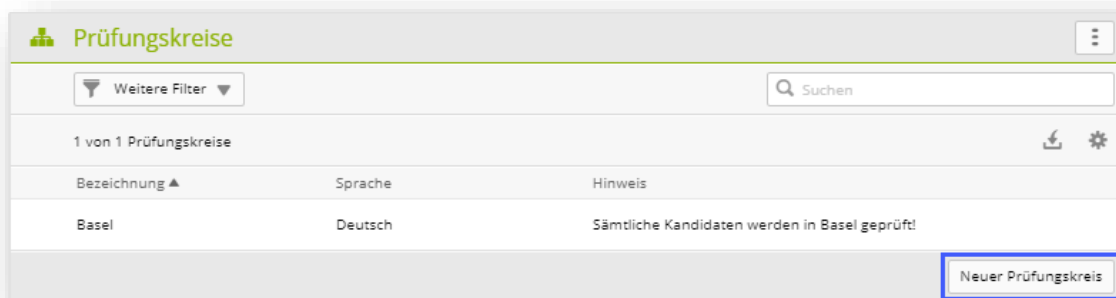 Prüfungskreise
Weitere Filter
Suchen
1 von 1 Prüfungskreise
Bezeichnung Sprache Hinweis
Basel Deutsch Sämtliche Kandidaten werden in Basel geprüft!
Neuer Prüfungskreis